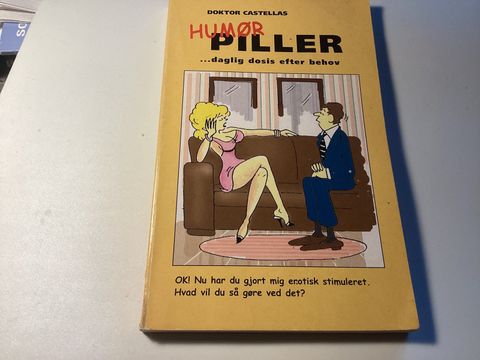 DOKTOR CASTELLAS
HUMØR
PILLER
...daglig dosis efter behov
OK! Nu har du gjort mig erotisk stimuleret.
Hvad vil du så gøre ved det?